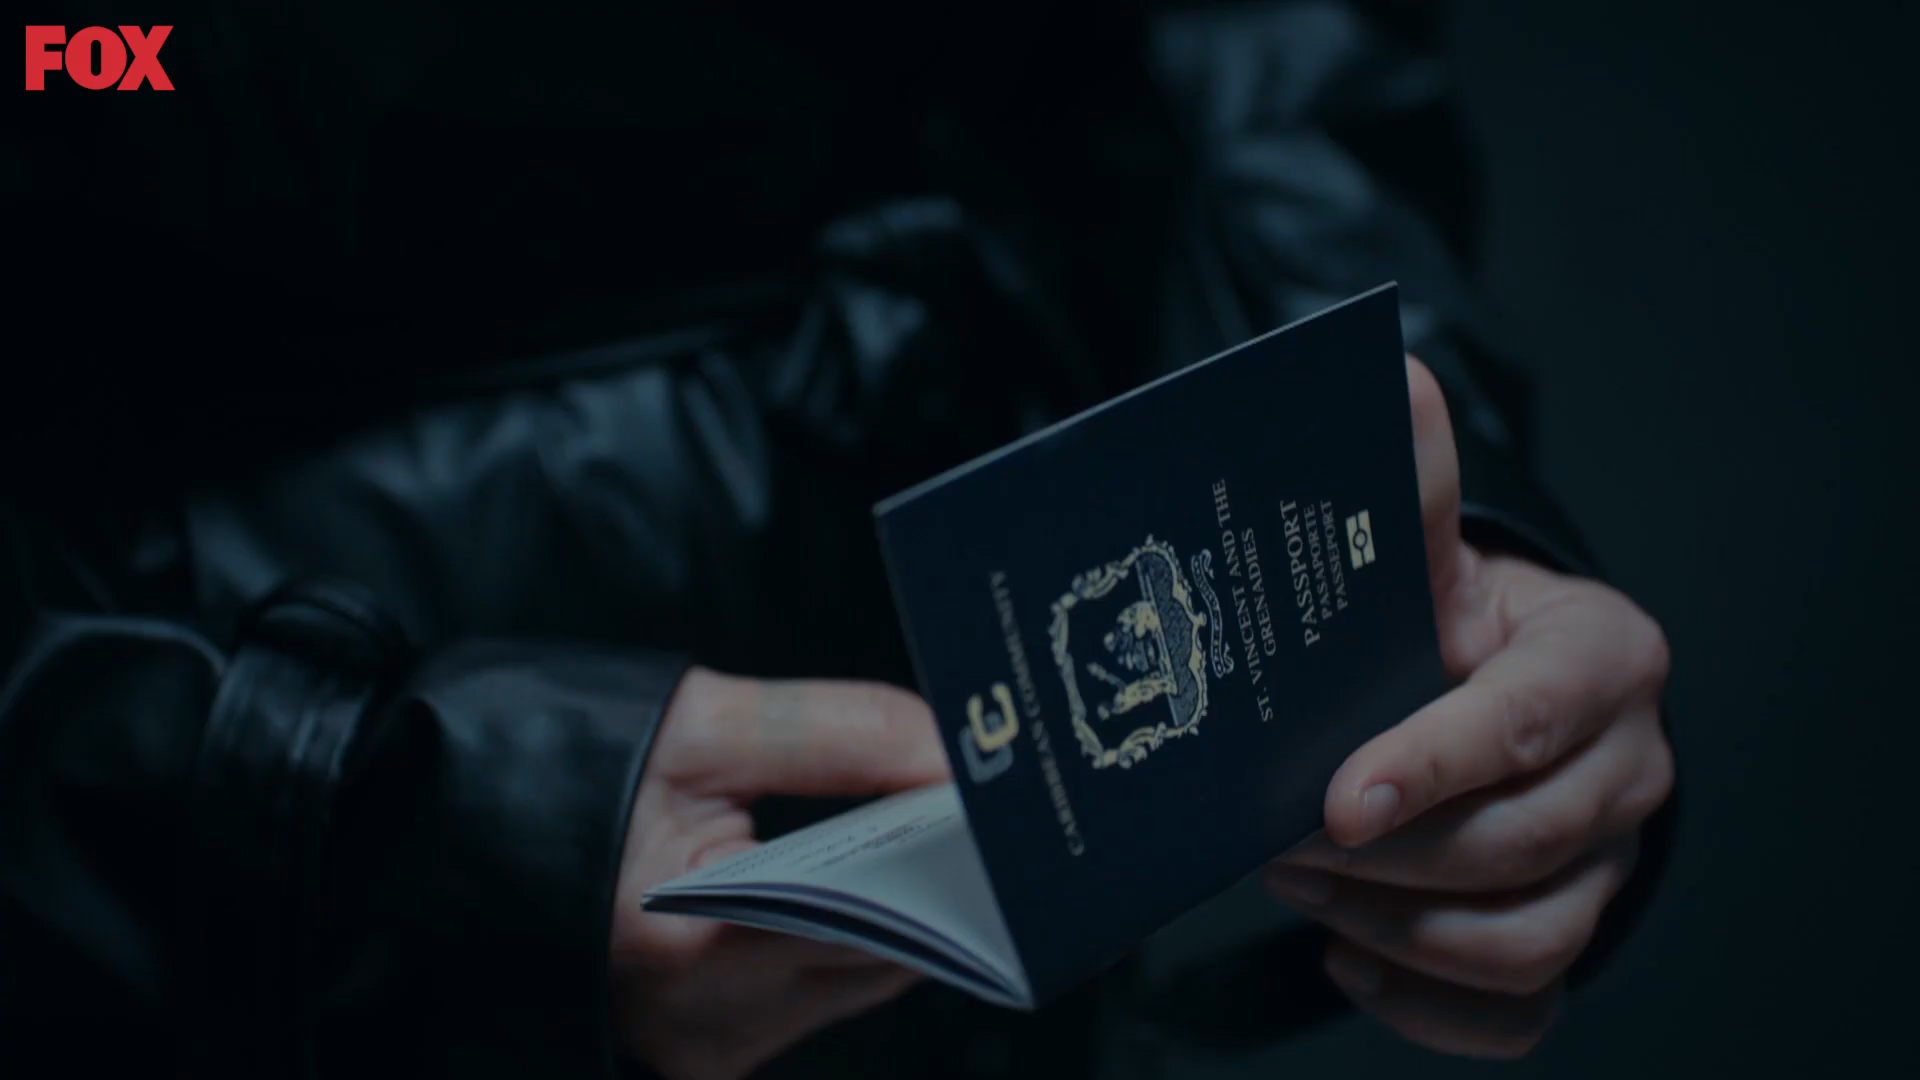 FOX
CARIBBEAN COMMUNITY
ST. VINCENT AND THE
GRENADIES
PASSPORT
PASAPORTE
PASSEPORT